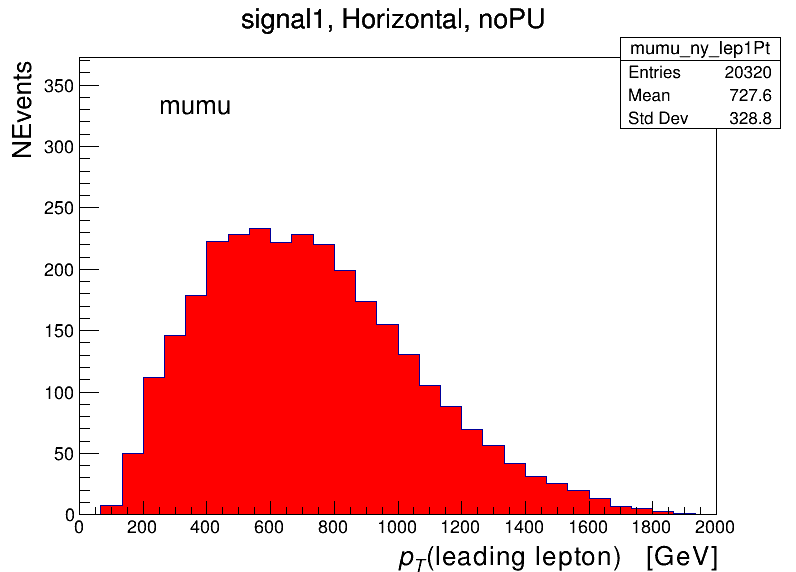 signal1, Horizontal, noPU
mumu_ny_lep1Pt
Entries 20320
Mean 727.6
Std Dev 328.8
NEvents
mumu
350
300
250
200
150
100
50
0
0 200 400 600 800 1000 1200 1400 1600 1800 2000
p_T(leading lepton) [GeV]